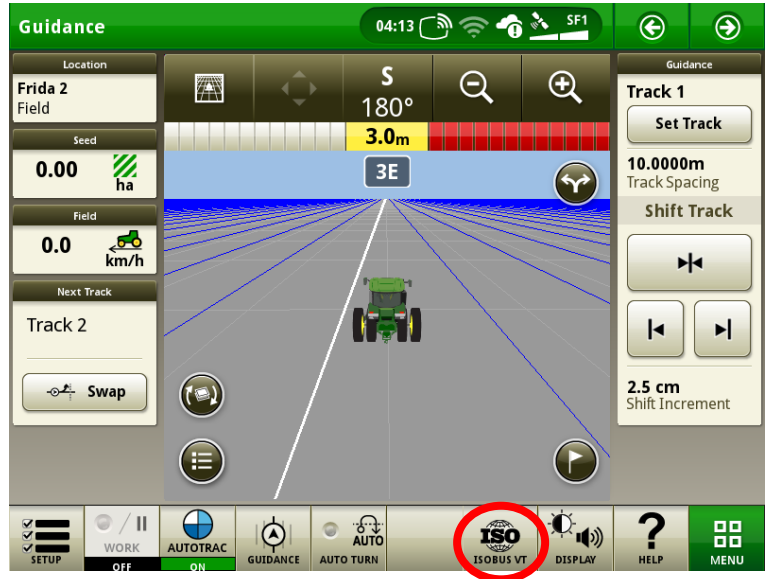 Guidance
04:13
SF1
Location
Frida 2
Field
Seed
0.00
ha
Field
0.0
km/h
Next Track
Track 2
Swap
S
180°
3.0m
3E
Guidance
Track 1
Set Track
10.0000m
Track Spacing
Shift Track
2.5 cm
Shift Increment
SETUP
WORK
OFF
AUTOTRAC
ON
GUIDANCE
AUTO
AUTO TURN
ISO
ISOBUS VT
DISPLAY
?
HELP
MENU